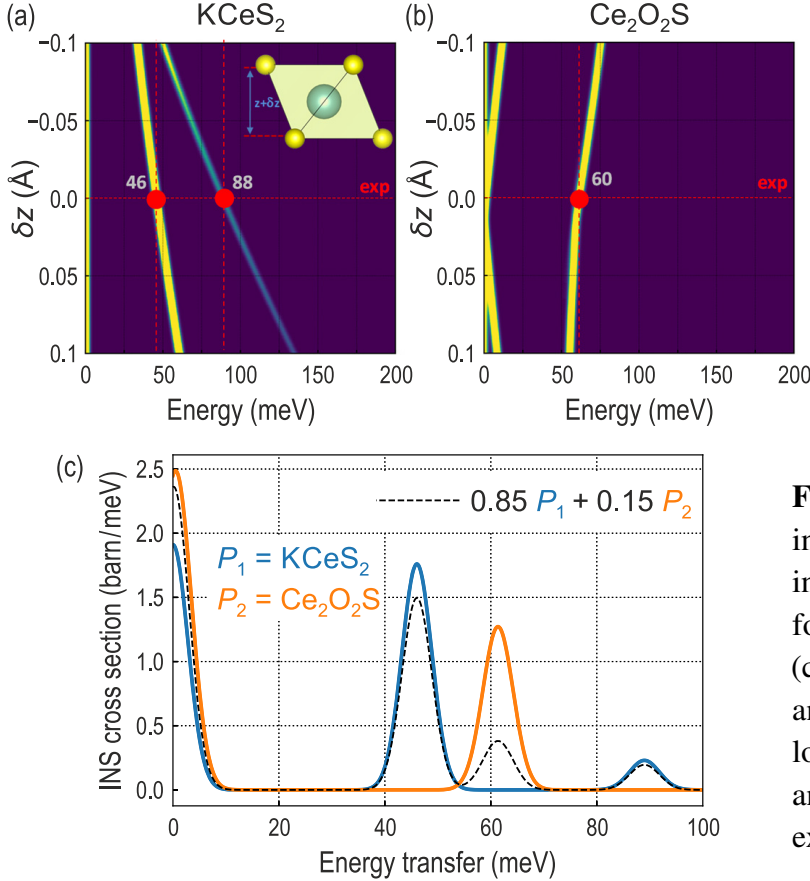 (a) KCeS2
(b) Ce2O2S
−0.1
−0.05
0.0
0.05
0.1
δz (Å)
z+δz
46
88
exp
0 50 100 150 200
Energy (meV)
−0.1
−0.05
0.0
0.05
0.1
δz (Å)
60
exp
0 50 100 150 200
Energy (meV)
(c)
2.5
2.0
1.5
1.0
0.5
0.0
INS cross section (barn/meV)
0.85 P1 + 0.15 P2
P1 = KCeS2
P2 = Ce2O2S
0 20 40 60 80 100
Energy transfer (meV)
F
in
in
fo
(c
ar
lo
ar
ex